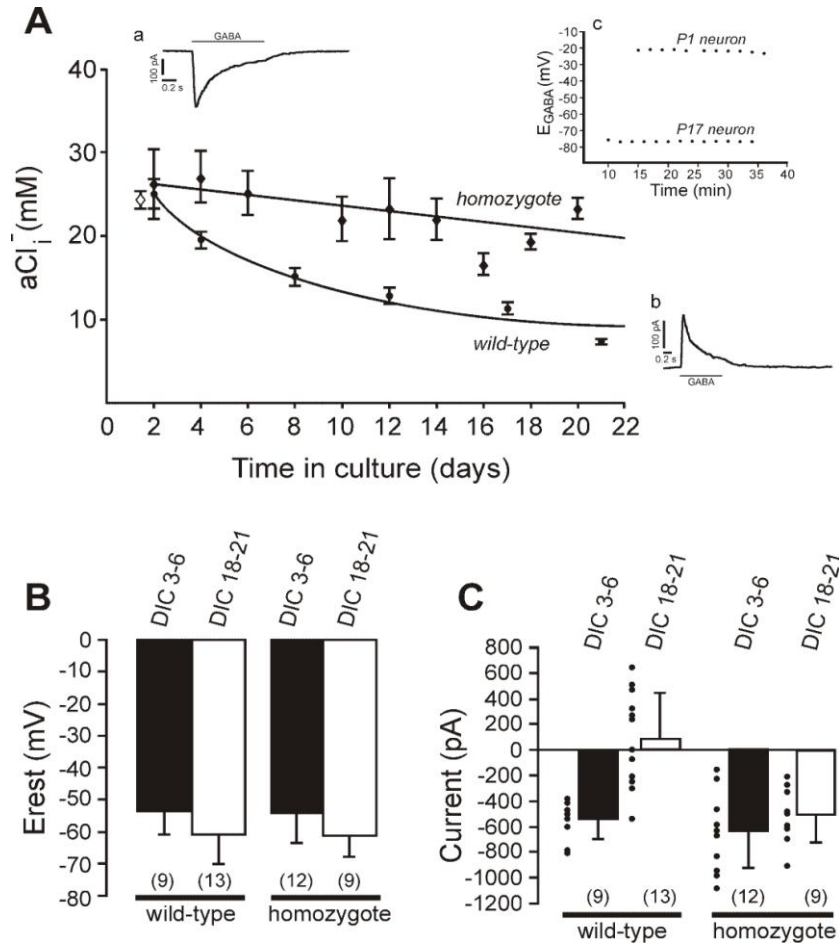 A
a
GABA
100 pA
0.2 s
c
P1 neuron
P17 neuron
-10
-20
-30
-40
-50
-60
-70
-80
E_GABA (mV)
10 20 30 40
Time (min)
40
30
20
10
0
aCl⁻i (mM)
homozygote
wild-type
b
100 pA
0.2 s
GABA
2 4 6 8 10 12 14 16 18 20 22
Time in culture (days)
B
DIC 3-6
DIC 18-21
DIC 3-6
DIC 18-21
0
-10
-20
-30
-40
-50
-60
-70
-80
Erest (mV)
(9) (13) (12) (9)
wild-type homozygote
C
DIC 3-6
DIC 18-21
DIC 3-6
DIC 18-21
800
600
400
200
0
-200
-400
-600
-800
-1000
-1200
Current (pA)
(9) (13) (12) (9)
wild-type homozygote